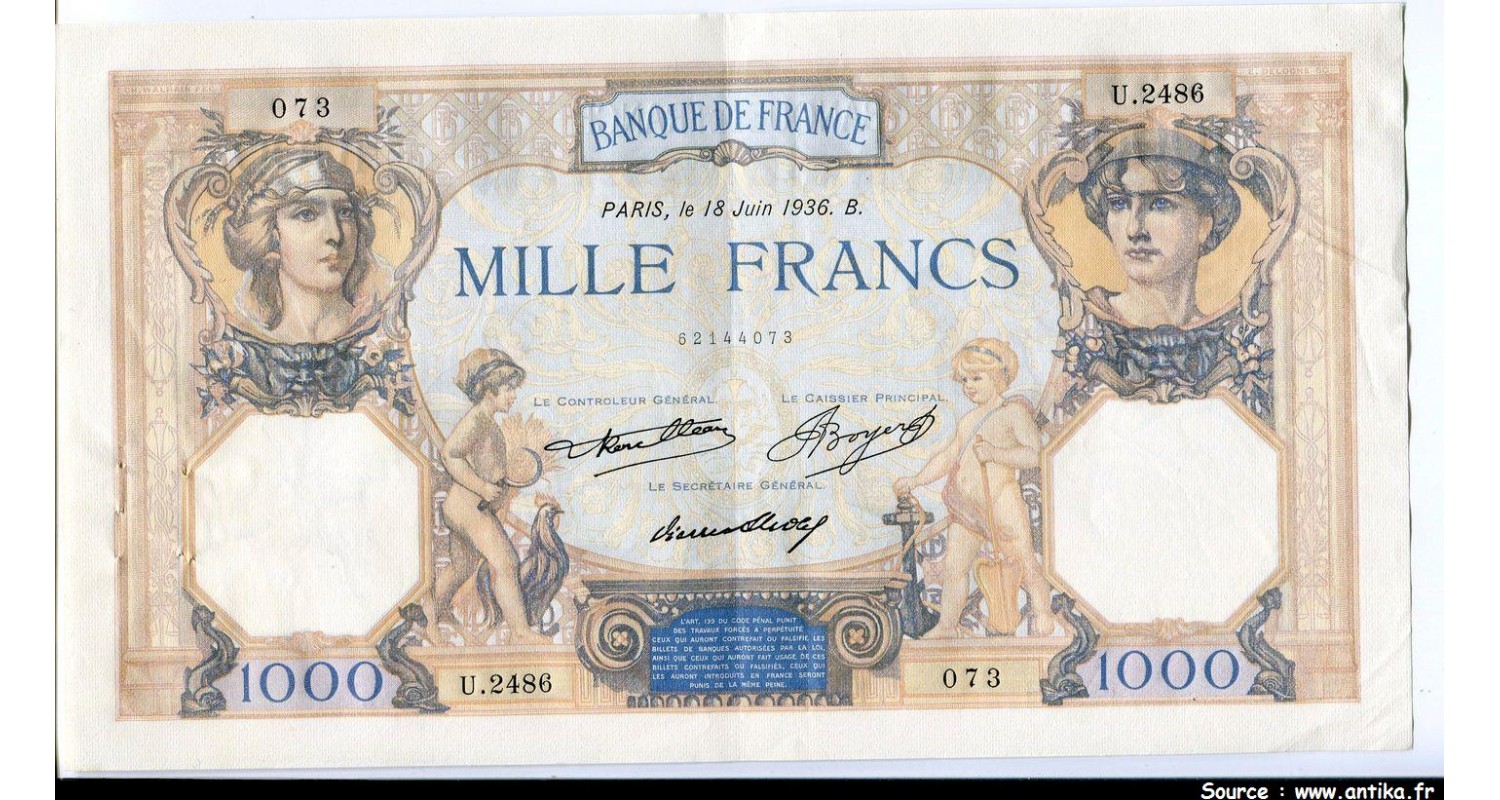 073
U.2486
BANQUE DE FRANCE
PARIS, le 18 Juin 1936. B.
MILLE FRANCS
62144073
LE CONTROLEUR GÉNÉRAL.
LE CAISSIER PRINCIPAL.
LE SECRÉTAIRE GÉNÉRAL.
L'ART. 139 DU CODE PÉNAL PUNIT
DES TRAVAUX FORCÉS A PERPÉTUITÉ
CEUX QUI AURONT CONTREFAIT OU FALSIFIÉ LES
BILLETS DE BANQUES AUTORISÉES PAR LA LOI,
AINSI QUE CEUX QUI AURONT FAIT USAGE DE CES
BILLETS CONTREFAITS OU FALSIFIÉS, CEUX QUI
LES AURONT INTRODUITS EN FRANCE SERONT
PUNIS DE LA MÊME PEINE.
1000
U.2486
073
1000
Source : www.antika.fr